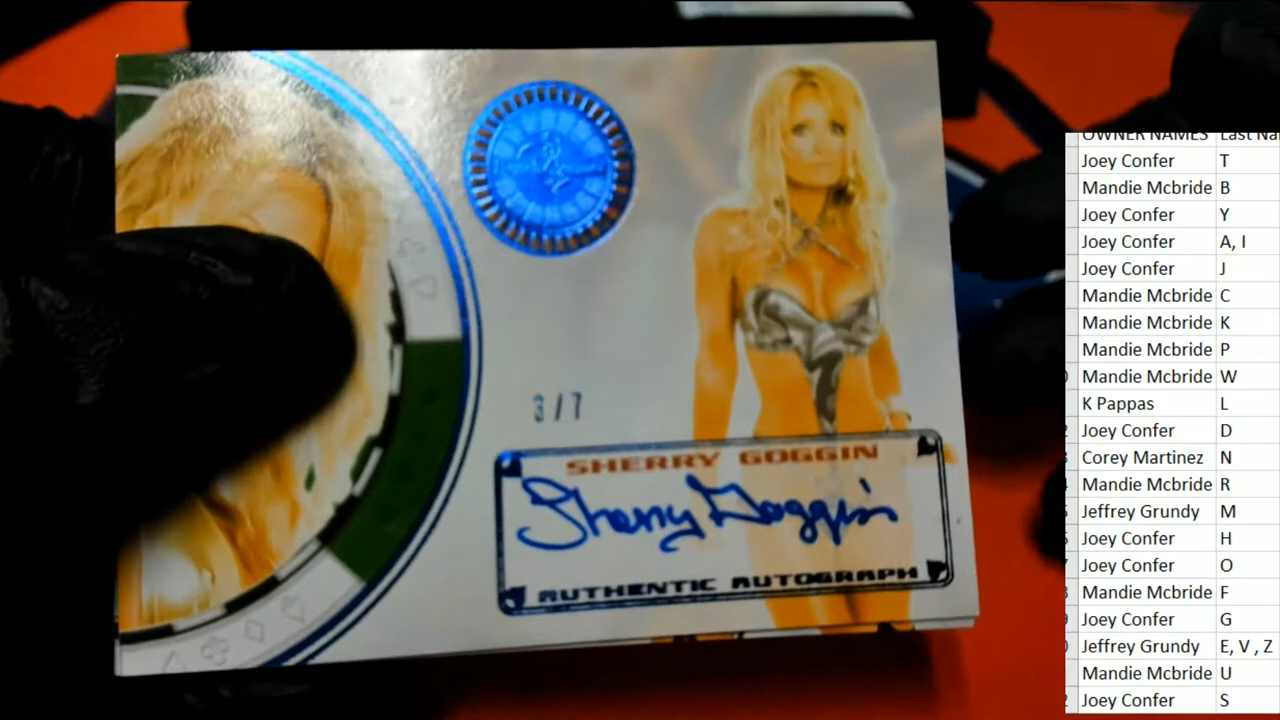 3/7
SHERRY GOGGIN
Sherry Goggin
AUTHENTIC AUTOGRAPH
OWNER NAMES Last Na
Joey Confer T
Mandie Mcbride B
Joey Confer Y
Joey Confer A, I
Joey Confer J
Mandie Mcbride C
Mandie Mcbride K
Mandie Mcbride P
Mandie Mcbride W
K Pappas L
Joey Confer D
Corey Martinez N
Mandie Mcbride R
Jeffrey Grundy M
Joey Confer H
Joey Confer O
Mandie Mcbride F
Joey Confer G
Jeffrey Grundy E, V , Z
Mandie Mcbride U
Joey Confer S